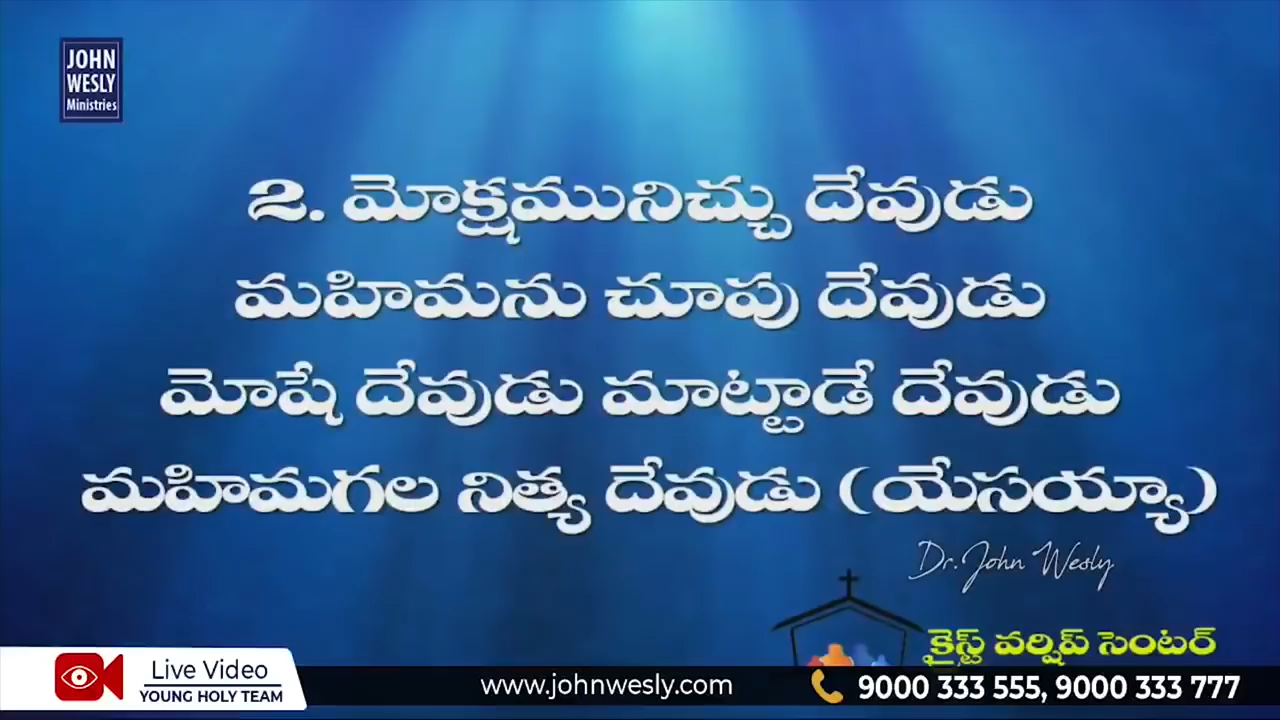 JOHN
WESLY
Ministries
2. మోక్షమునిచ్చు దేవుడు
మహిమను చూపు దేవుడు
మోషే దేవుడు మాట్టాడే దేవుడు
మహిమగల నిత్య దేవుడు (యేసయ్యా)
Dr. John Wesly
క్రైస్ట్ వర్షిప్ సెంటర్
Live Video
YOUNG HOLY TEAM
www.johnwesly.com
9000 333 555, 9000 333 777